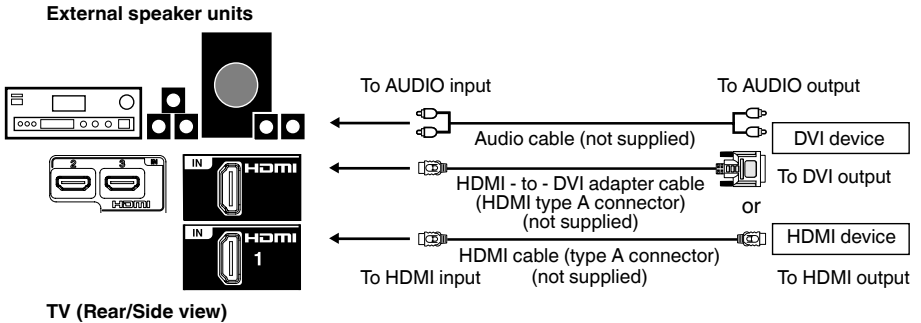 External speaker units
To AUDIO input
To AUDIO output
Audio cable (not supplied)
DVI device
2 3 IN
HDMI
IN HDMI
HDMI - to - DVI adapter cable
(HDMI type A connector)
(not supplied)
To DVI output
or
IN HDMI
1
HDMI device
HDMI cable (type A connector)
(not supplied)
To HDMI input
To HDMI output
TV (Rear/Side view)